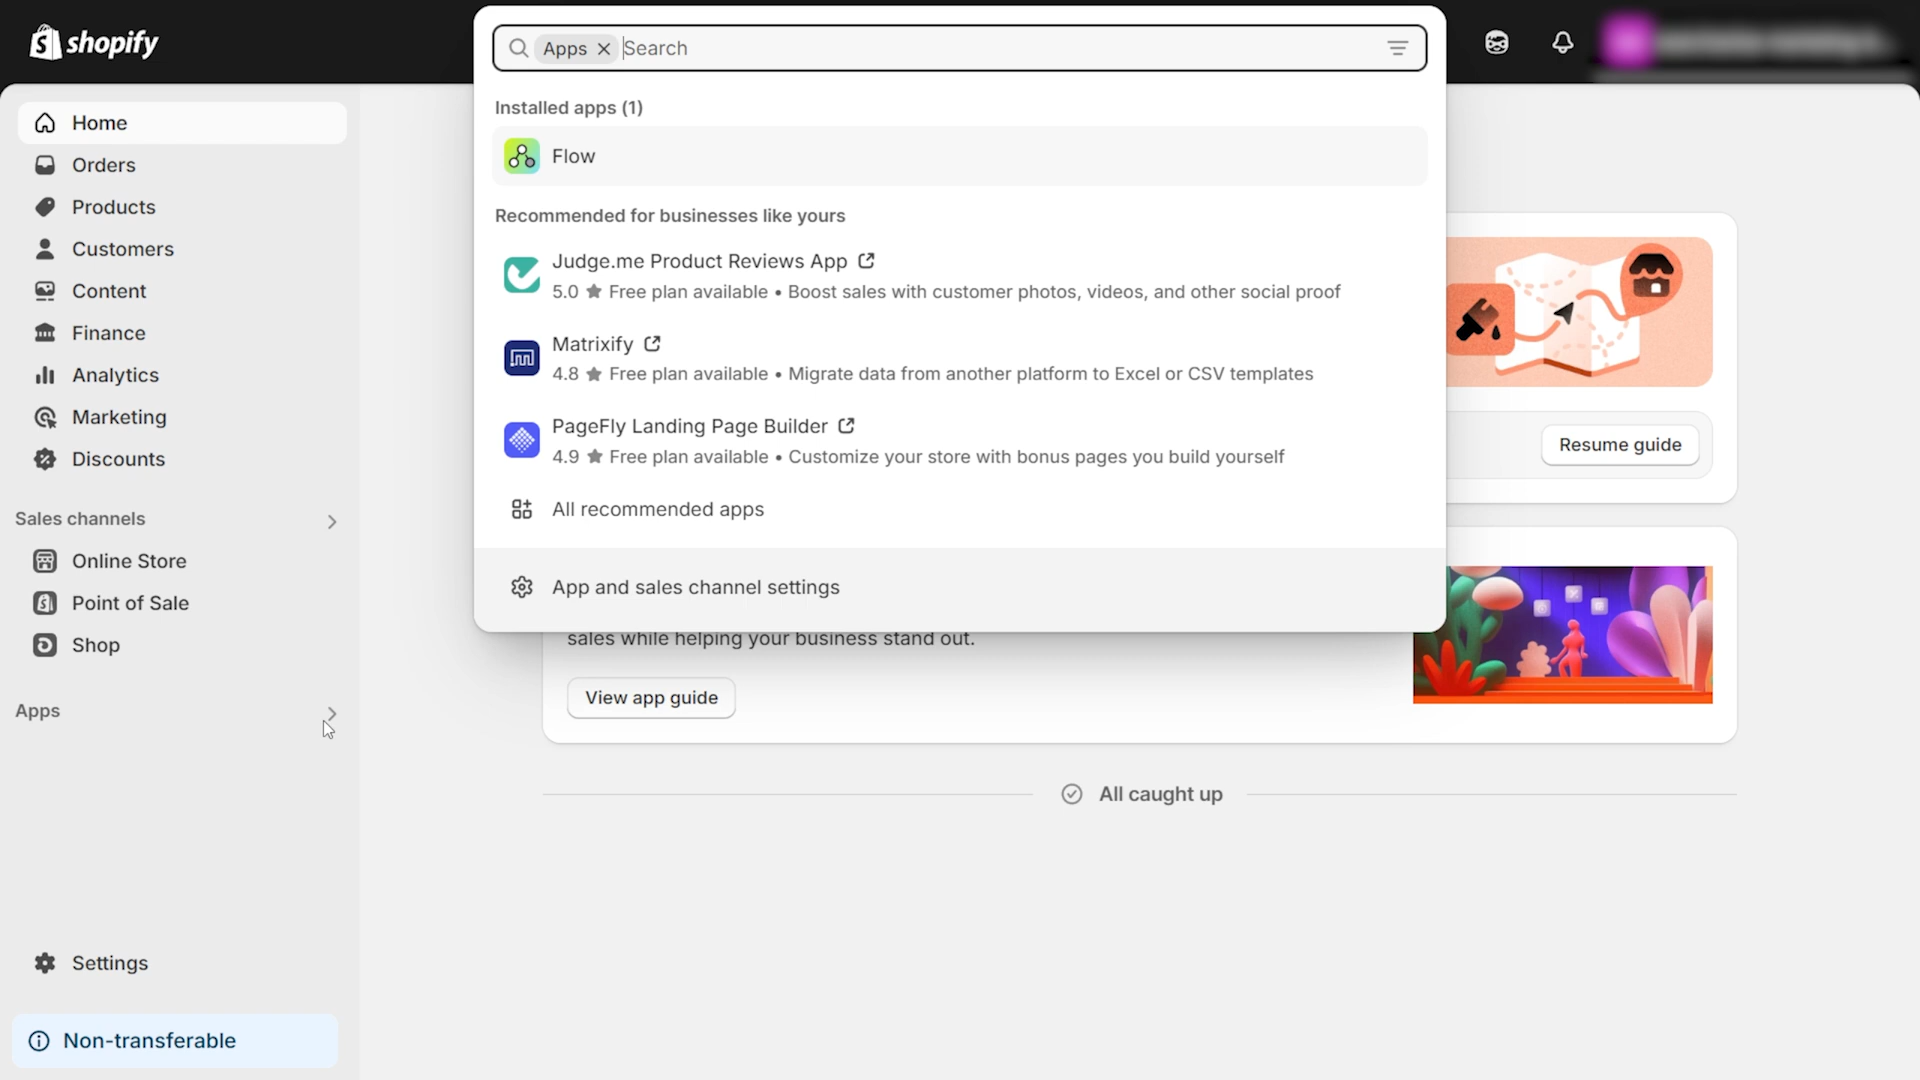 shopify
Apps
Search
Home
Orders
Products
Customers
Content
Finance
Analytics
Marketing
Discounts
Sales channels
Online Store
Point of Sale
Shop
Apps
Settings
Non-transferable
Installed apps (1)
Flow
Recommended for businesses like yours
Judge.me Product Reviews App
5.0 ★ Free plan available • Boost sales with customer photos, videos, and other social proof
Matrixify
4.8 ★ Free plan available • Migrate data from another platform to Excel or CSV templates
PageFly Landing Page Builder
4.9 ★ Free plan available • Customize your store with bonus pages you build yourself
All recommended apps
App and sales channel settings
Resume guide
sales while helping your business stand out.
View app guide
All caught up